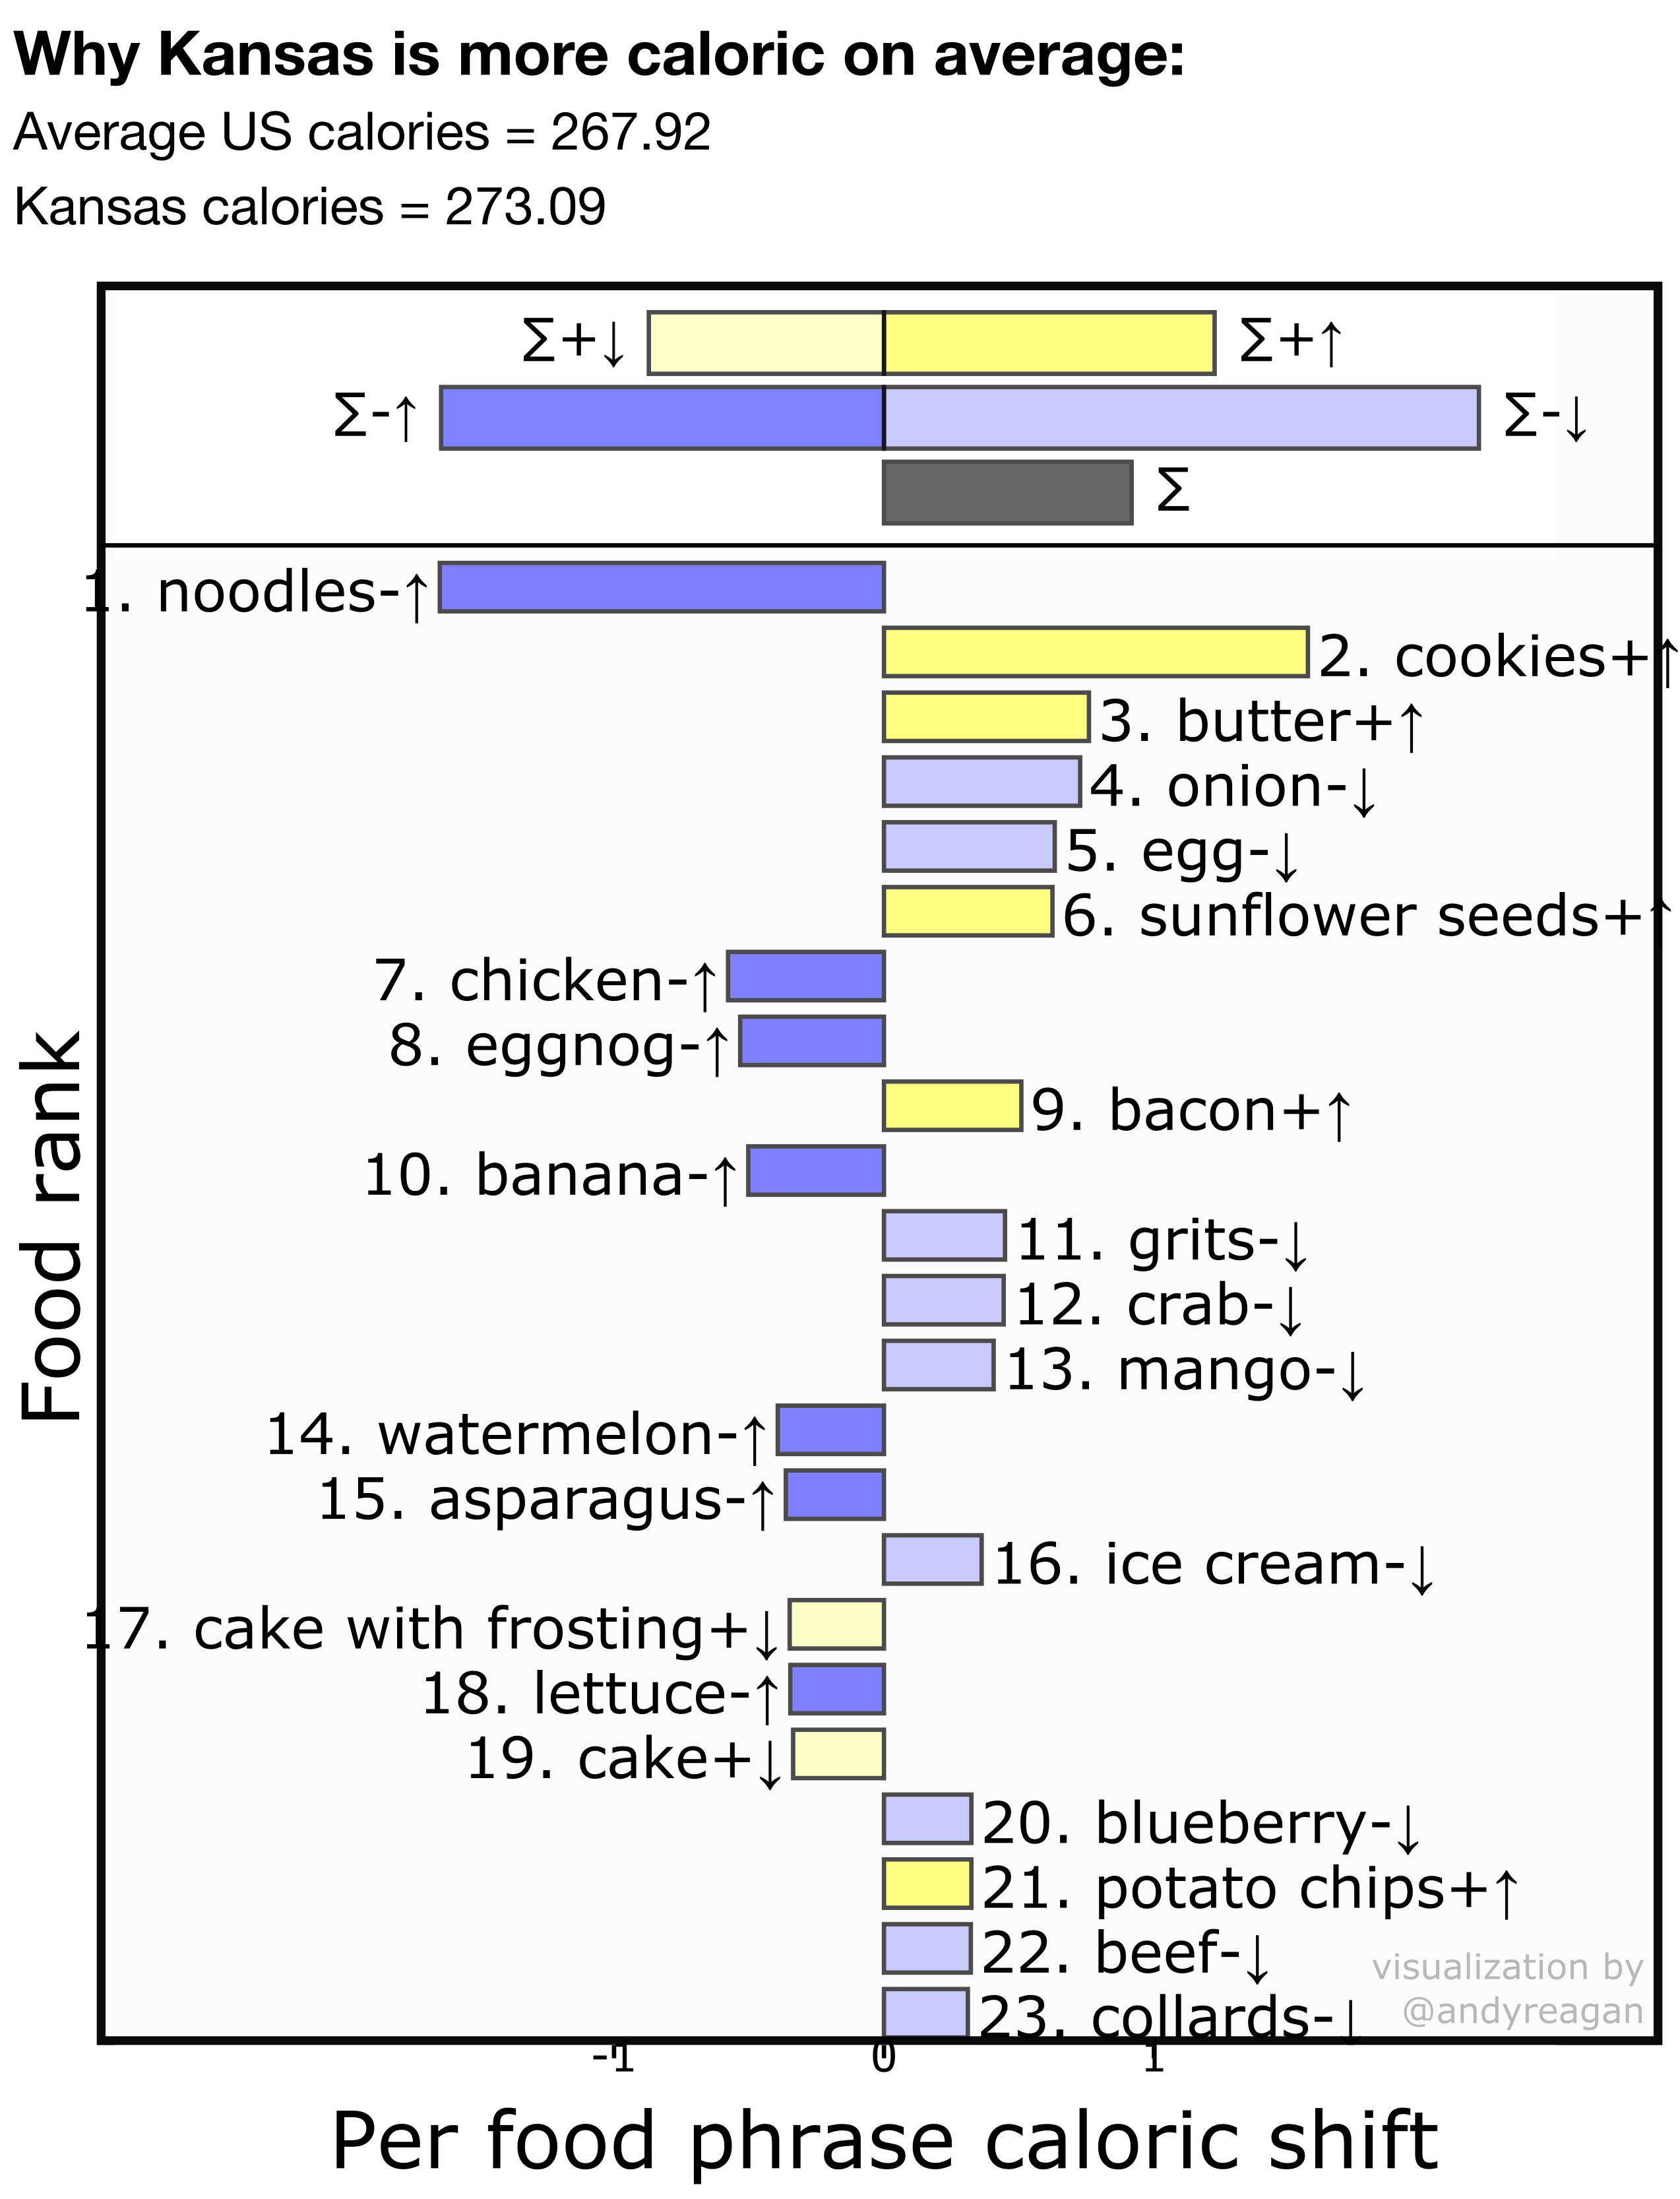 Why Kansas is more caloric on average:
Average US calories = 267.92
Kansas calories = 273.09
∑+↓
∑+↑
∑-↑
∑-↓
∑
1. noodles-↑
2. cookies+↑
3. butter+↑
4. onion-↓
5. egg-↓
6. sunflower seeds+↑
7. chicken-↑
8. eggnog-↑
9. bacon+↑
10. banana-↑
11. grits-↓
12. crab-↓
13. mango-↓
14. watermelon-↑
15. asparagus-↑
16. ice cream-↓
17. cake with frosting+↓
18. lettuce-↑
19. cake+↓
20. blueberry-↓
21. potato chips+↑
22. beef-↓
23. collards-↓
visualization by
@andyreagan
Food rank
-1 0 1
Per food phrase caloric shift